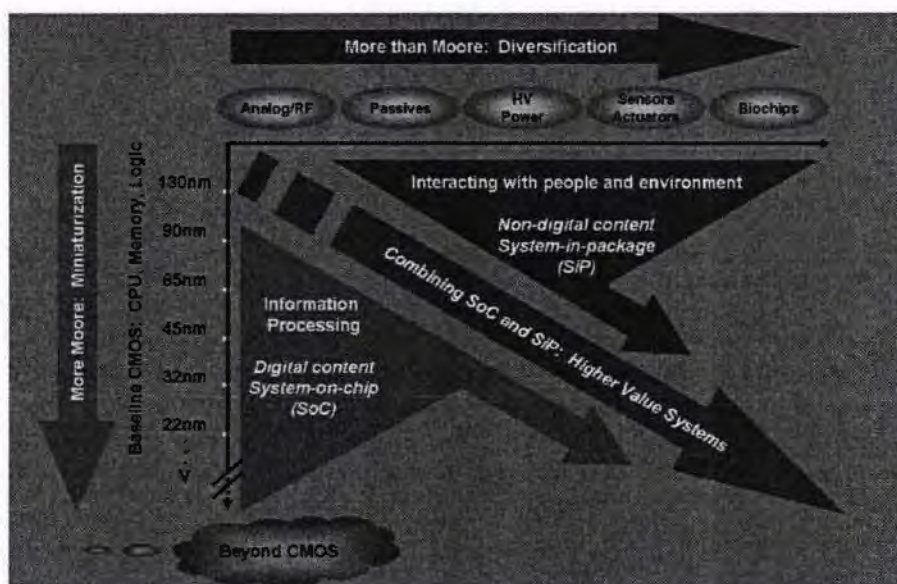 More than Moore: Diversification
Analog/RF
Passives
HV
Power
Sensors
Actuators
Biochips
More Moore: Miniaturization
Baseline CMOS: CPU, Memory, Logic
130nm
90nm
65nm
45nm
32nm
22nm
Interacting with people and environment
Non-digital content
System-in-package
(SiP)
Combining SoC and SiP: Higher Value Systems
Information
Processing
Digital content
System-on-chip
(SoC)
Beyond CMOS